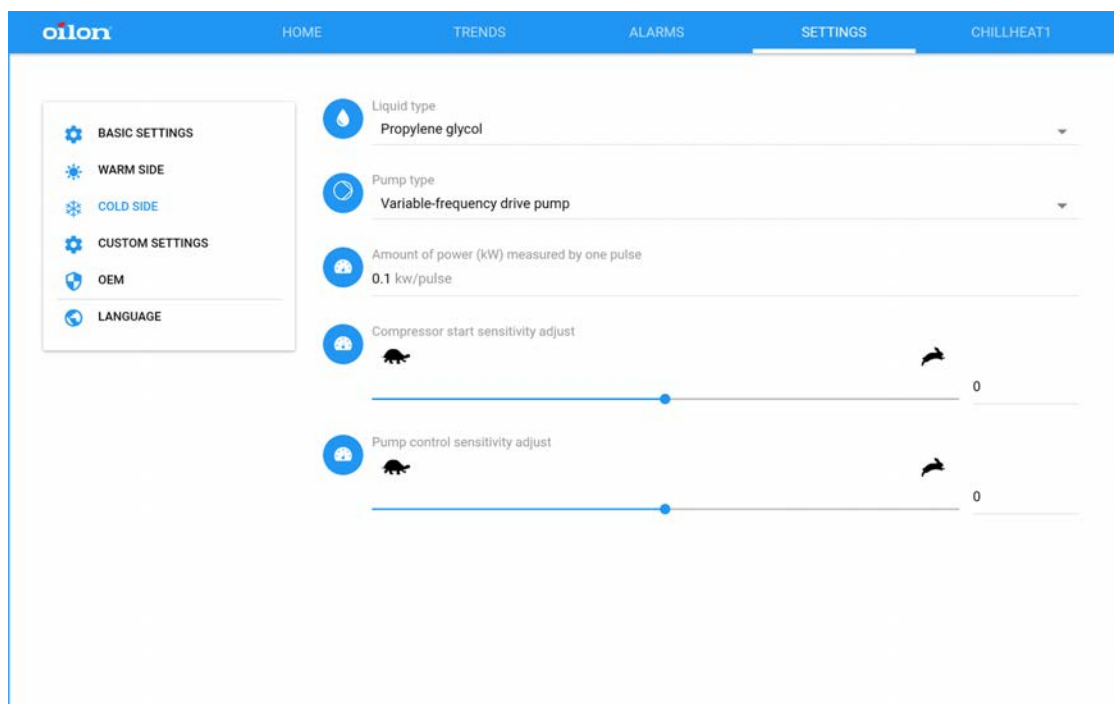 oilon
HOME TRENDS ALARMS SETTINGS CHILLHEAT1
BASIC SETTINGS
WARM SIDE
COLD SIDE
CUSTOM SETTINGS
OEM
LANGUAGE
Liquid type
Propylene glycol
Pump type
Variable-frequency drive pump
Amount of power (kW) measured by one pulse
0.1 kw/pulse
Compressor start sensitivity adjust
0
Pump control sensitivity adjust
0